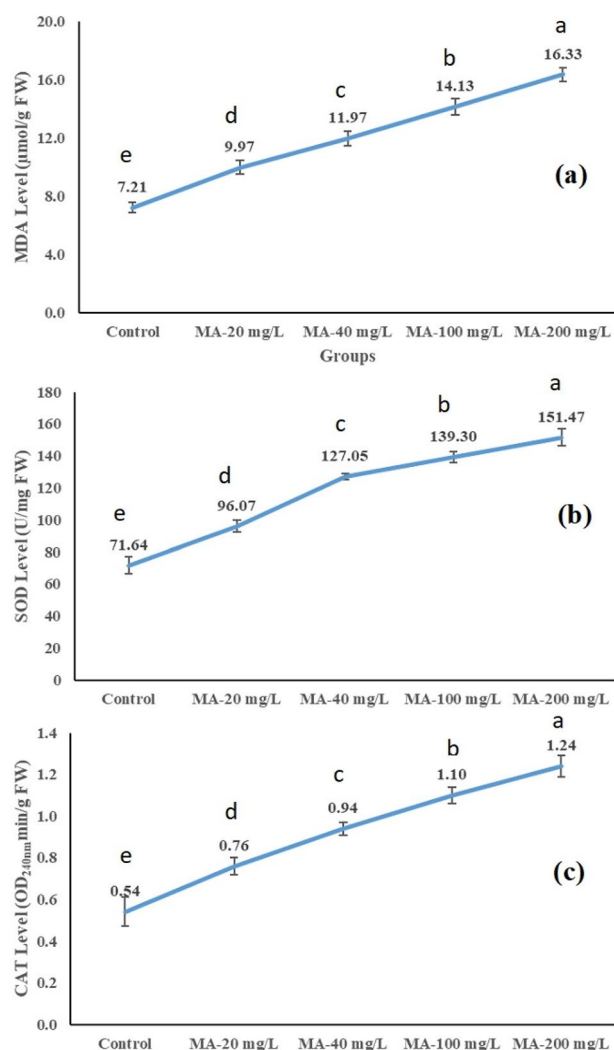 20.0
16.0
12.0
8.0
4.0
0.0
MDA Level (µmol/g FW)
e
7.21
d
9.97
c
11.97
b
14.13
a
16.33
(a)
Control MA-20 mg/L MA-40 mg/L MA-100 mg/L MA-200 mg/L
Groups
180
160
140
120
100
80
60
40
20
0
SOD Level (U/mg FW)
e
71.64
d
96.07
c
127.05
b
139.30
a
151.47
(b)
Control MA-20 mg/L MA-40 mg/L MA-100 mg/L MA-200 mg/L
1.4
1.2
1.0
0.8
0.6
0.4
0.2
0.0
CAT Level (OD240nm min/g FW)
e
0.54
d
0.76
c
0.94
b
1.10
a
1.24
(c)
Control MA-20 mg/L MA-40 mg/L MA-100 mg/L MA-200 mg/L